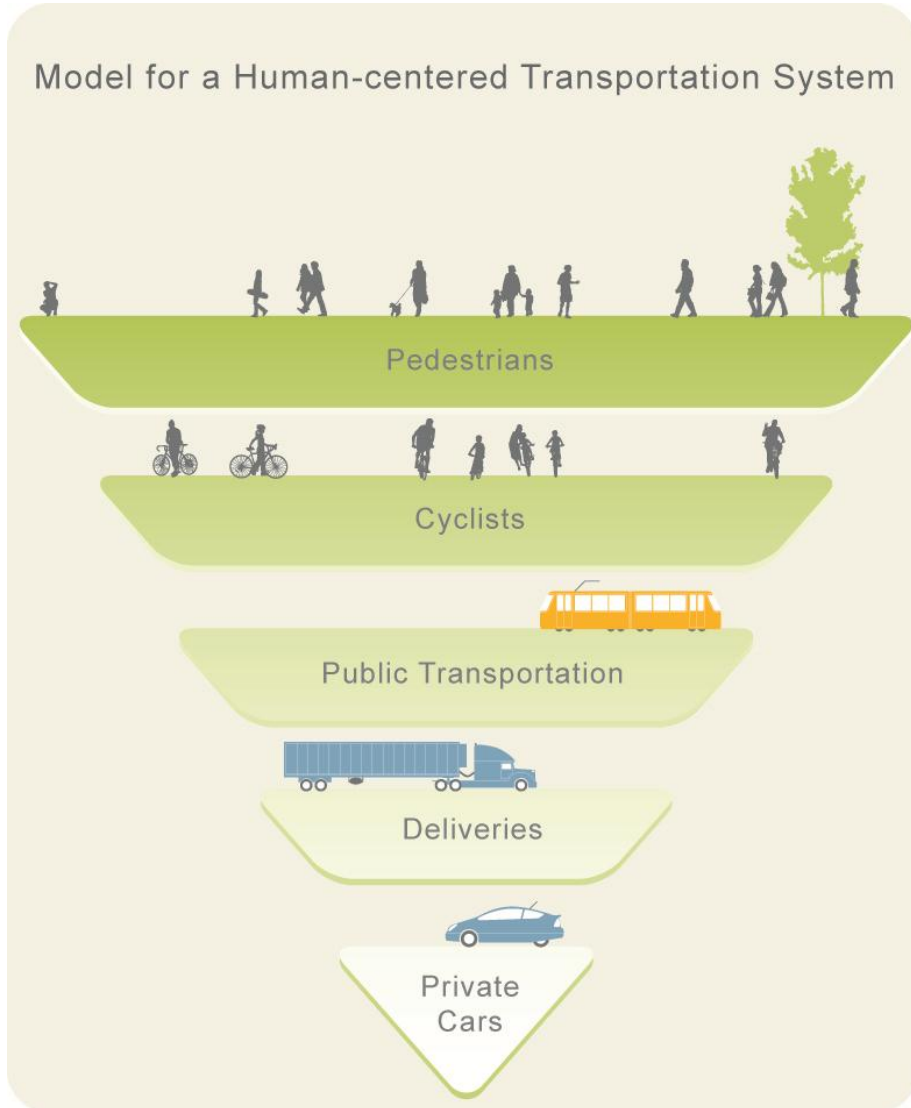 Model for a Human-centered Transportation System
Pedestrians
Cyclists
Public Transportation
Deliveries
Private
Cars